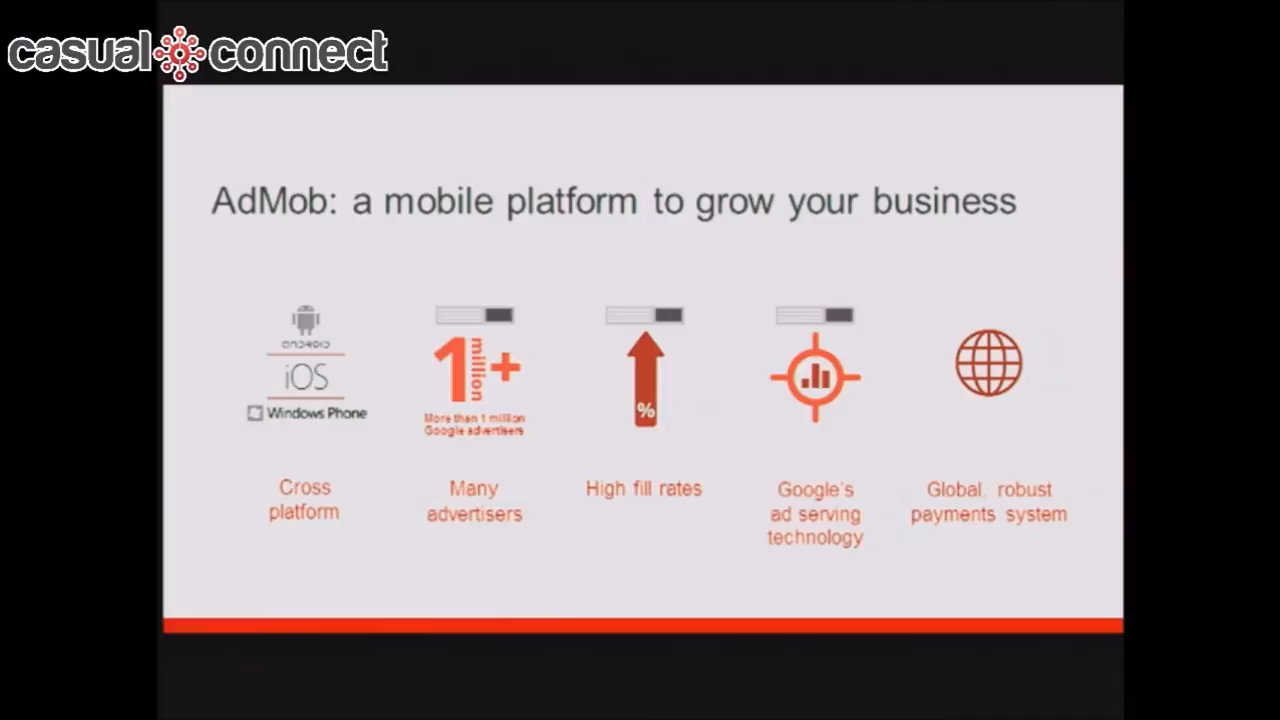 casual connect
AdMob: a mobile platform to grow your business
ANDROID
iOS
Windows Phone
1 million +
More than 1 million
Google advertisers
%
Cross
platform
Many
advertisers
High fill rates
Google's
ad serving
technology
Global, robust
payments system